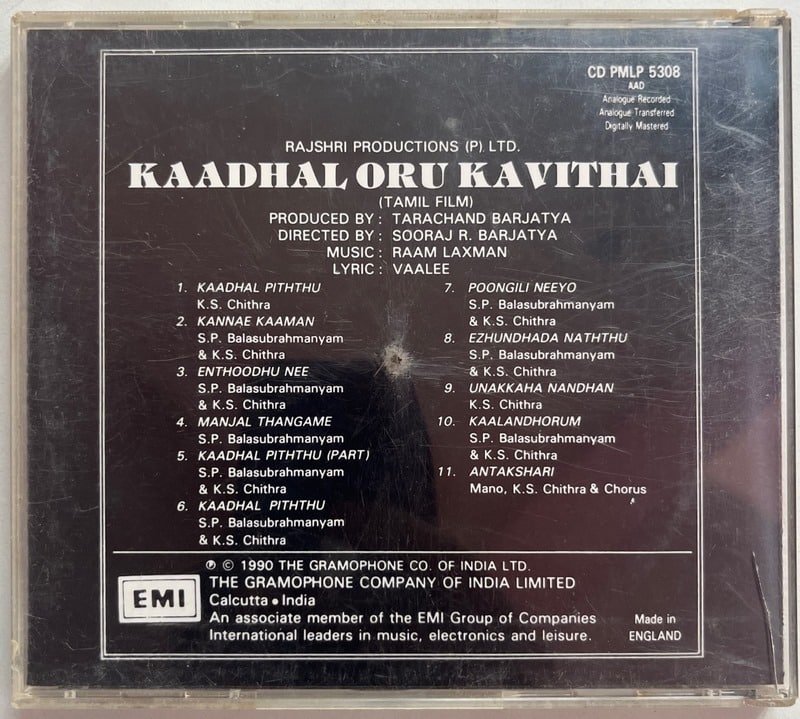 CD PMLP 5308
AAD
Analogue Recorded
Analogue Transferred
Digitally Mastered
RAJSHRI PRODUCTIONS (P) LTD.
KAADHAL ORU KAVITHAI
(TAMIL FILM)
PRODUCED BY : TARACHAND BARJATYA
DIRECTED BY : SOORAJ R. BARJATYA
MUSIC : RAAM LAXMAN
LYRIC : VAALEE
1. KAADHAL PITHTHU
K.S. Chithra
2. KANNAE KAAMAN
S.P. Balasubrahmanyam
& K.S. Chithra
3. ENTHOODHU NEE
S.P. Balasubrahmanyam
& K.S. Chithra
4. MANJAL THANGAME
S.P. Balasubrahmanyam
5. KAADHAL PITHTHU (PART)
S.P. Balasubrahmanyam
& K.S. Chithra
6. KAADHAL PITHTHU
S.P. Balasubrahmanyam
& K.S. Chithra
7. POONGILI NEEYO
S.P. Balasubrahmanyam
& K.S. Chithra
8. EZHUNDHADA NATHTHU
S.P. Balasubrahmanyam
& K.S. Chithra
9. UNAKKAHA NANDHAN
K.S. Chithra
10. KAALANDHORUM
S.P. Balasubrahmanyam
& K.S. Chithra
11. ANTAKSHARI
Mano, K.S. Chithra & Chorus
℗ © 1990 THE GRAMOPHONE CO. OF INDIA LTD.
THE GRAMOPHONE COMPANY OF INDIA LIMITED
EMI
Calcutta • India
An associate member of the EMI Group of Companies
International leaders in music, electronics and leisure.
Made in
ENGLAND